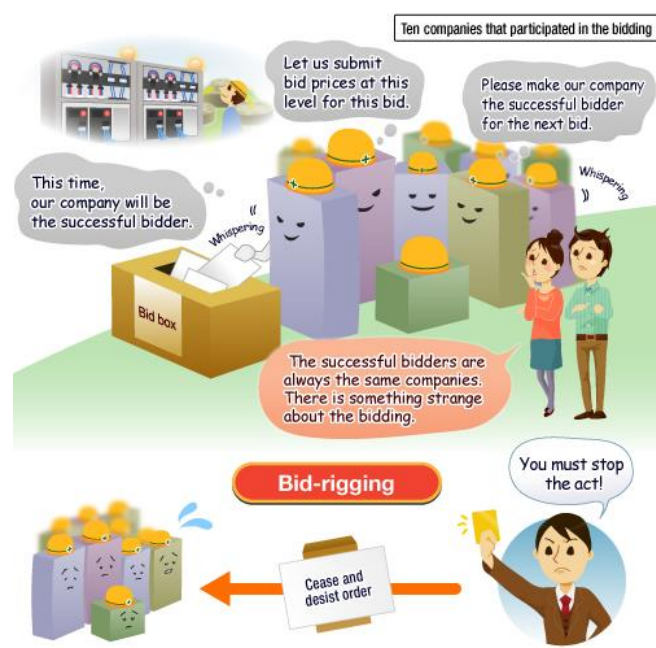 Ten companies that participated in the bidding
Let us submit
bid prices at this
level for this bid.
Please make our company
the successful bidder
for the next bid.
This time,
our company will be
the successful bidder.
Whispering
Whispering
Bid box
The successful bidders are
always the same companies.
There is something strange
about the bidding.
Bid-rigging
You must stop
the act!
Cease and
desist order